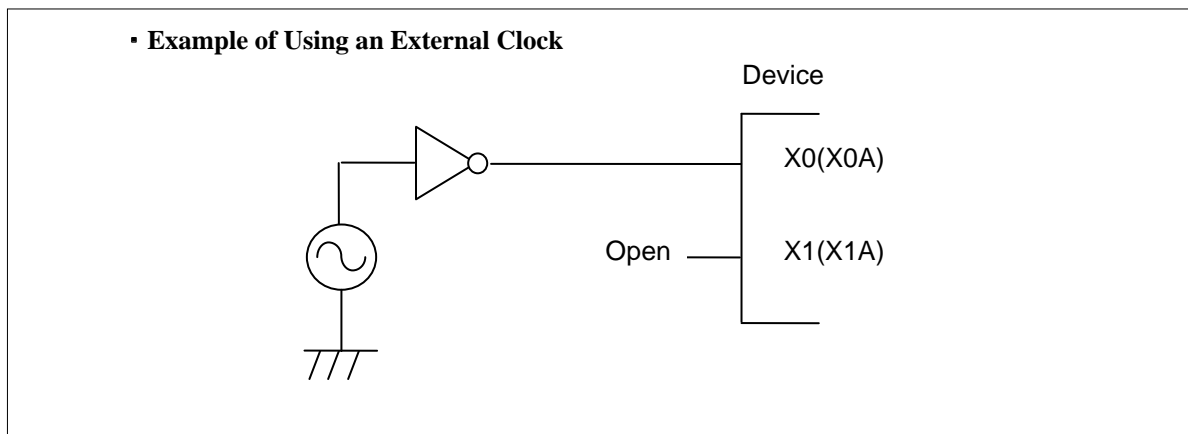 ▪ Example of Using an External Clock
Device
X0(X0A)
Open
X1(X1A)